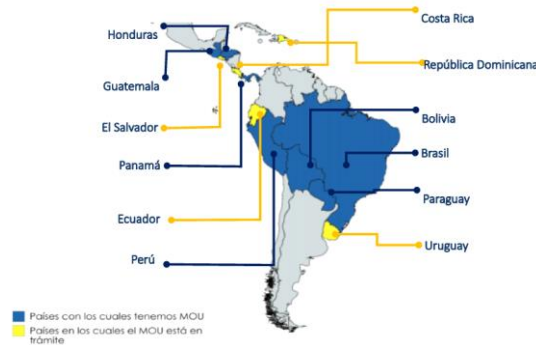 Honduras
Costa Rica
República Dominicana
Guatemala
El Salvador
Bolivia
Panamá
Brasil
Paraguay
Ecuador
Uruguay
Perú
Países con los cuales tenemos MOU
Países en los cuales el MOU está en
trámite